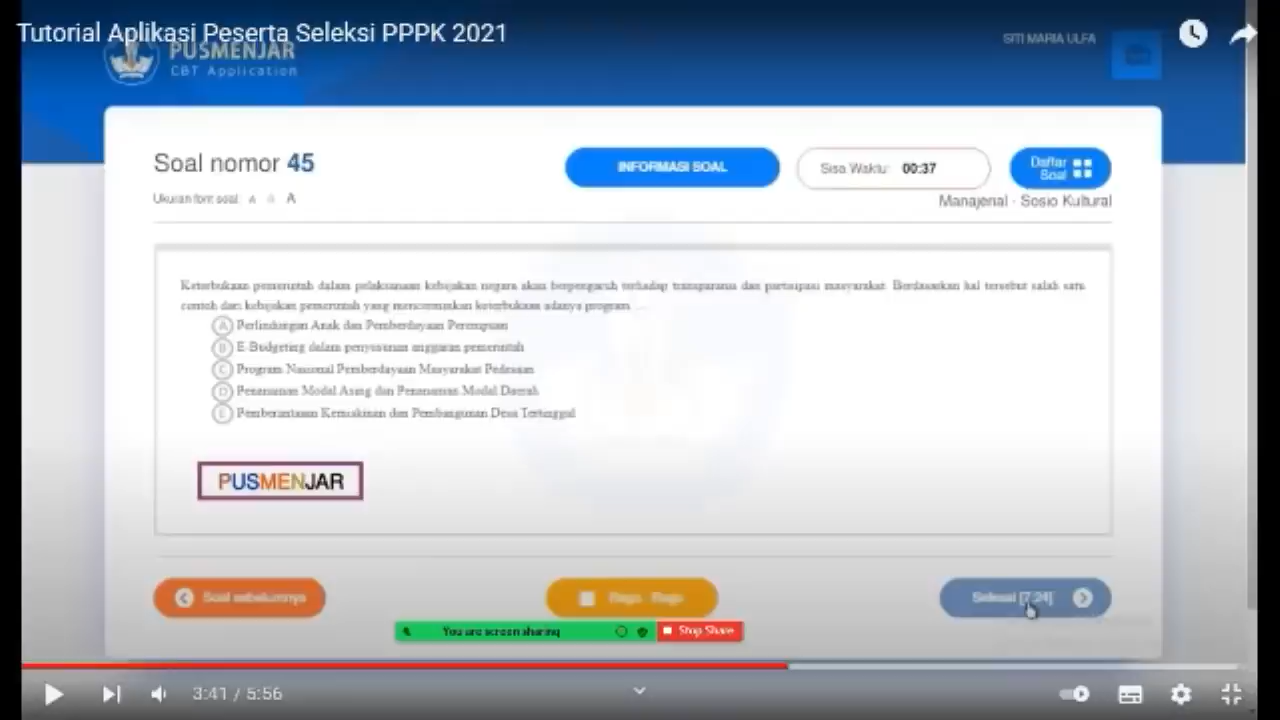 Tutorial Aplikasi Peserta Seleksi PPPK 2021
PUSMENJAR
CBT Application
SITI MARIA ULFA
Soal nomor 45
INFORMASI SOAL
Sisa Waktu: 00:37
Daftar Soal
Ukuran font soal: A A A
Manajerial - Sosio Kultural
Keterbukaan pemerintah dalam pelaksanaan kebijakan negara akan berpengaruh terhadap transparansi dan partisipasi masyarakat. Berdasarkan hal tersebut salah satu
contoh dari kebijakan pemerintah yang mencerminkan keterbukaan adanya program ...
A Perlindungan Anak dan Pemberdayaan Perempuan
B E-Budgeting dalam penyusunan anggaran pemerintah
C Program Nasional Pemberdayaan Masyarakat Pedesaan
D Penanaman Modal Asing dan Penanaman Modal Daerah
E Pemberantasan Kemiskinan dan Pembangunan Desa Tertinggal
PUSMENJAR
Soal sebelumnya
Ragu - Ragu
Selesai [7:24]
You are screen sharing
Stop Share
3:41 / 5:56